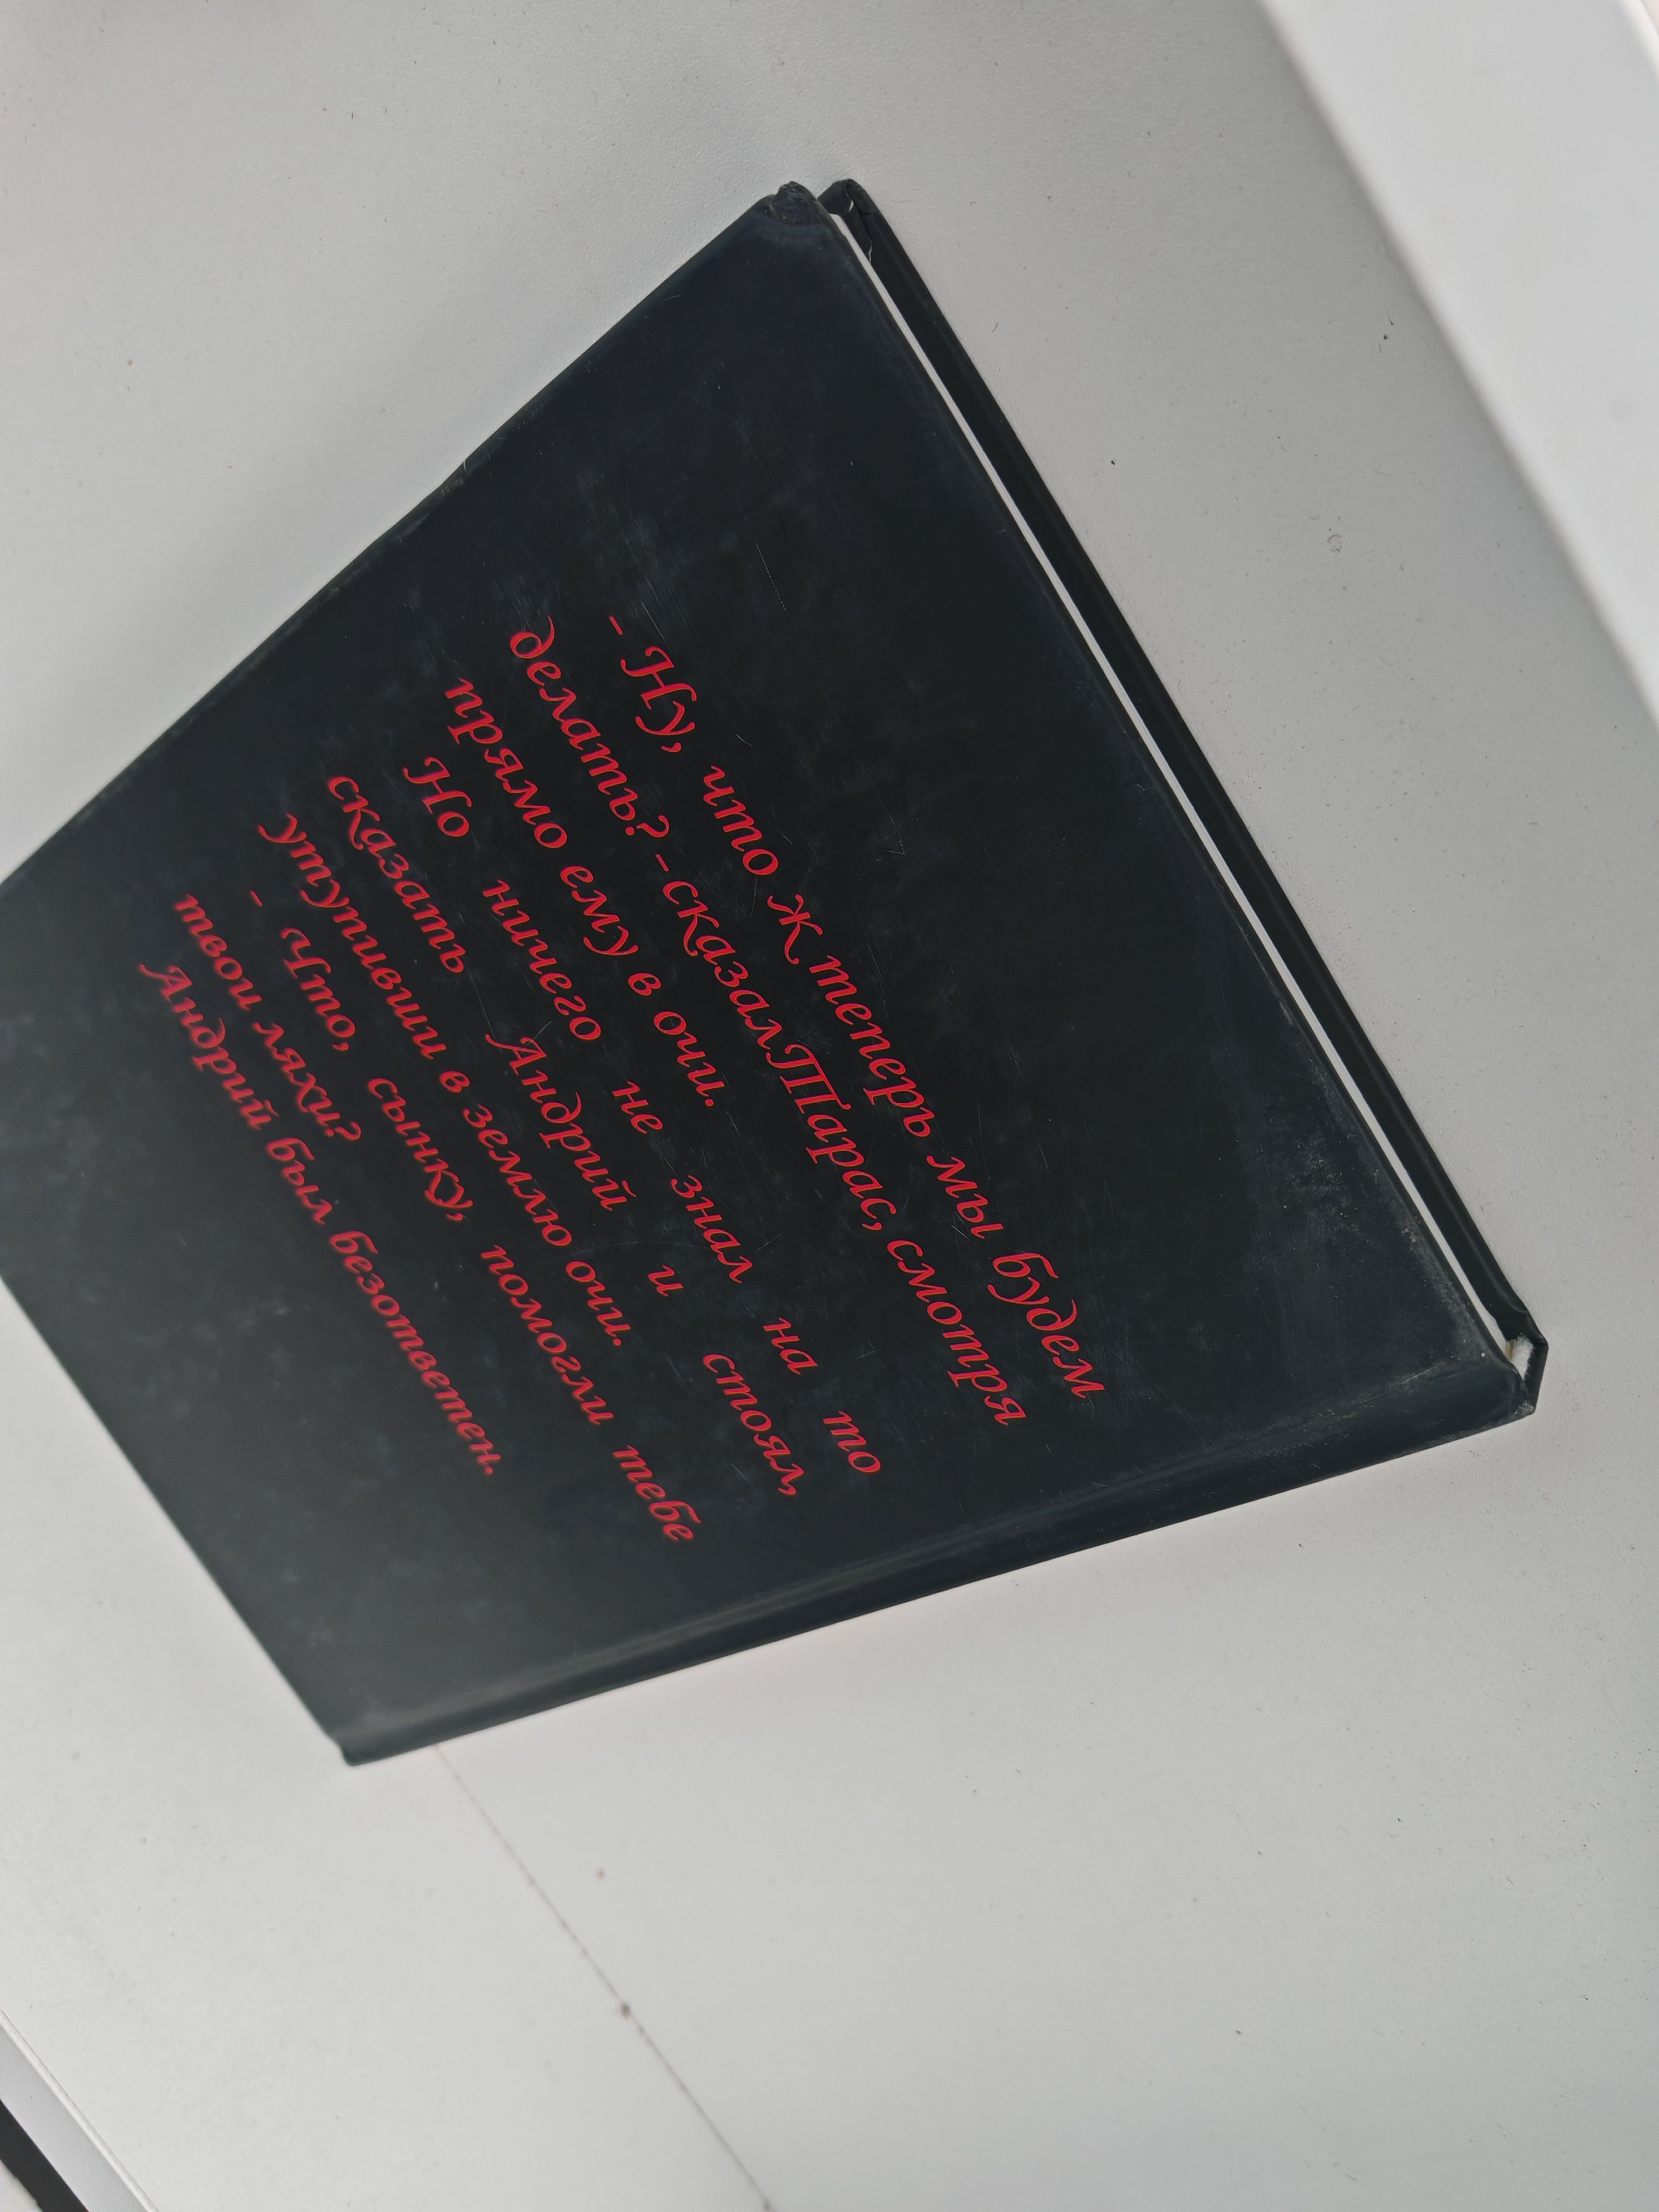 - Ну, что ж теперь мы будем
делать? - сказал Тарас, смотря
прямо ему в очи.
Но ничего не знал на то
сказать Андрий и стоял,
утупивши в землю очи.
- Что, сынку, помогли тебе
твои ляхи?
Андрий был безответен.